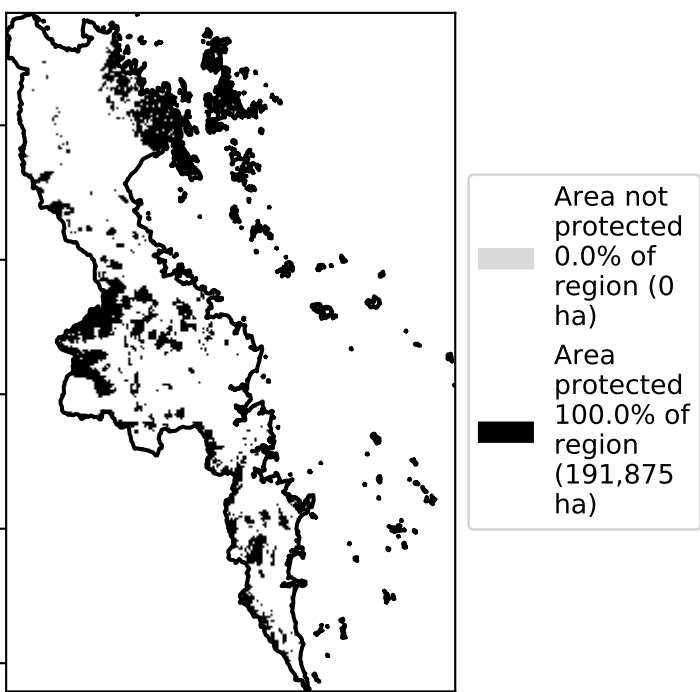 Area not
protected
0.0% of
region (0
ha)
Area
protected
100.0% of
region
(191,875
ha)